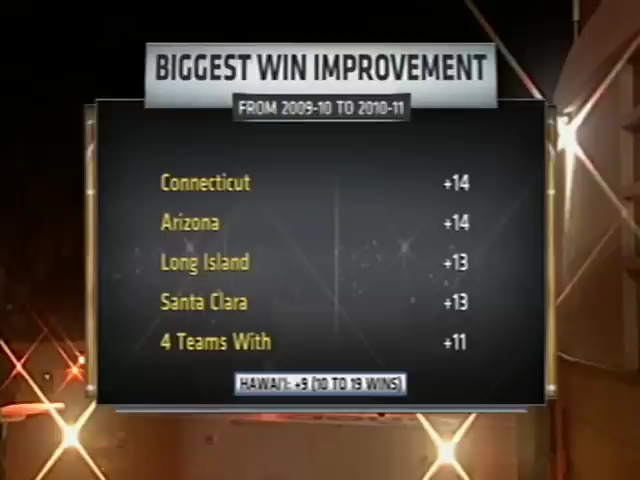 BIGGEST WIN IMPROVEMENT
FROM 2009-10 TO 2010-11
Connecticut +14
Arizona +14
Long Island +13
Santa Clara +13
4 Teams With +11
HAWAI'I: +9 (10 TO 19 WINS)